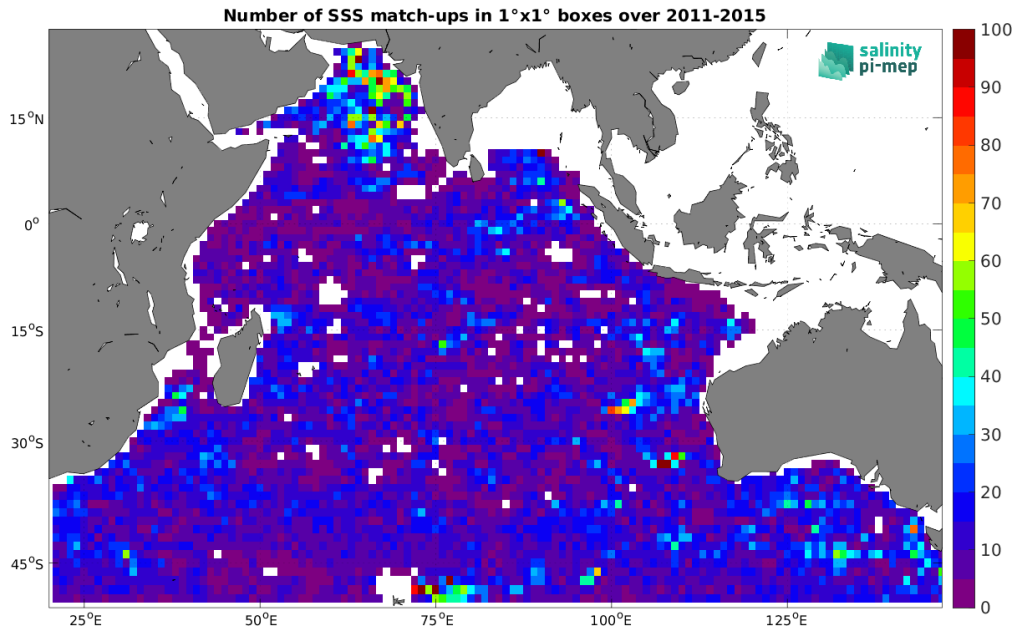 Number of SSS match-ups in 1°x1° boxes over 2011-2015
salinity
pi-mep
15°N
0°
15°S
30°S
45°S
25°E
50°E
75°E
100°E
125°E
100
90
80
70
60
50
40
30
20
10
0